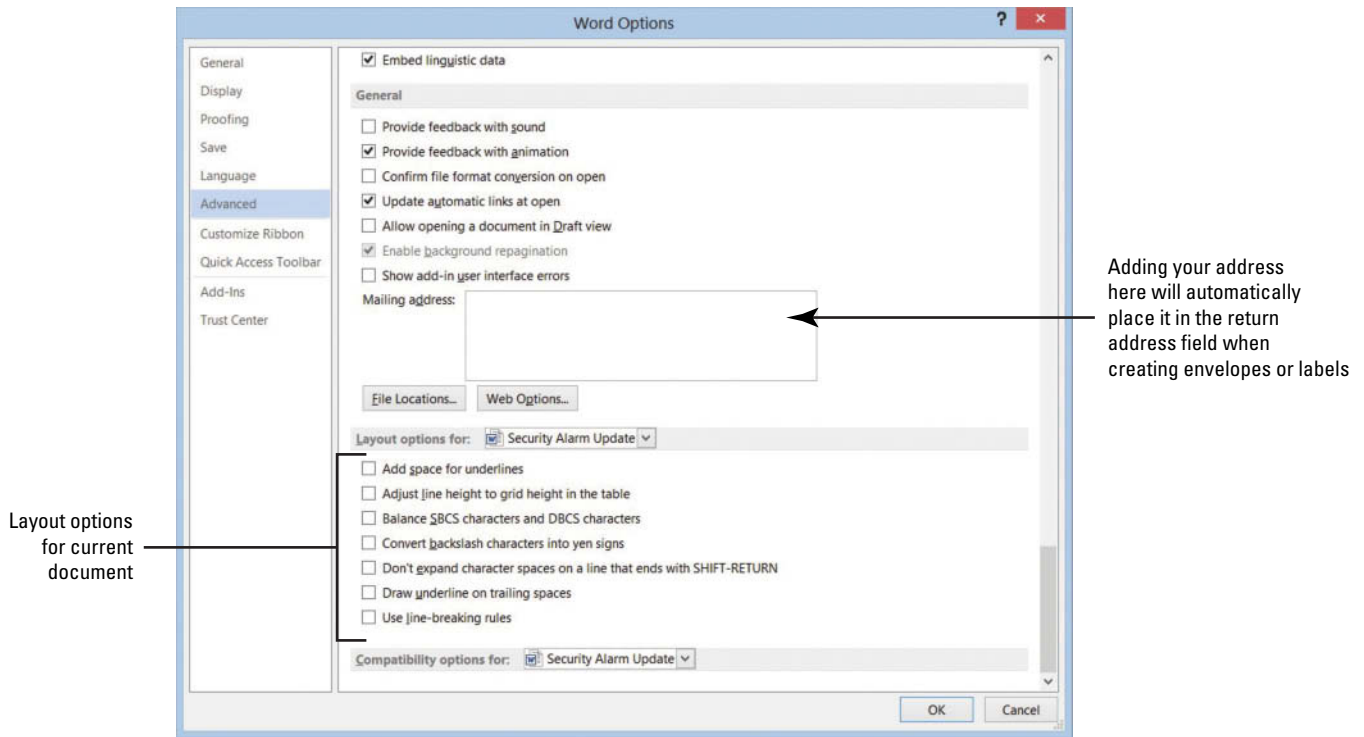 Word Options
?
×
General
Display
Proofing
Save
Language
Advanced
Customize Ribbon
Quick Access Toolbar
Add-Ins
Trust Center
Embed linguistic data
General
Provide feedback with sound
Provide feedback with animation
Confirm file format conversion on open
Update automatic links at open
Allow opening a document in Draft view
Enable background repagination
Show add-in user interface errors
Mailing address:
File Locations...
Web Options...
Layout options for: Security Alarm Update
Add space for underlines
Adjust line height to grid height in the table
Balance SBCS characters and DBCS characters
Convert backslash characters into yen signs
Don't expand character spaces on a line that ends with SHIFT-RETURN
Draw underline on trailing spaces
Use line-breaking rules
Compatibility options for: Security Alarm Update
OK
Cancel
Adding your address
here will automatically
place it in the return
address field when
creating envelopes or labels
Layout options
for current
document